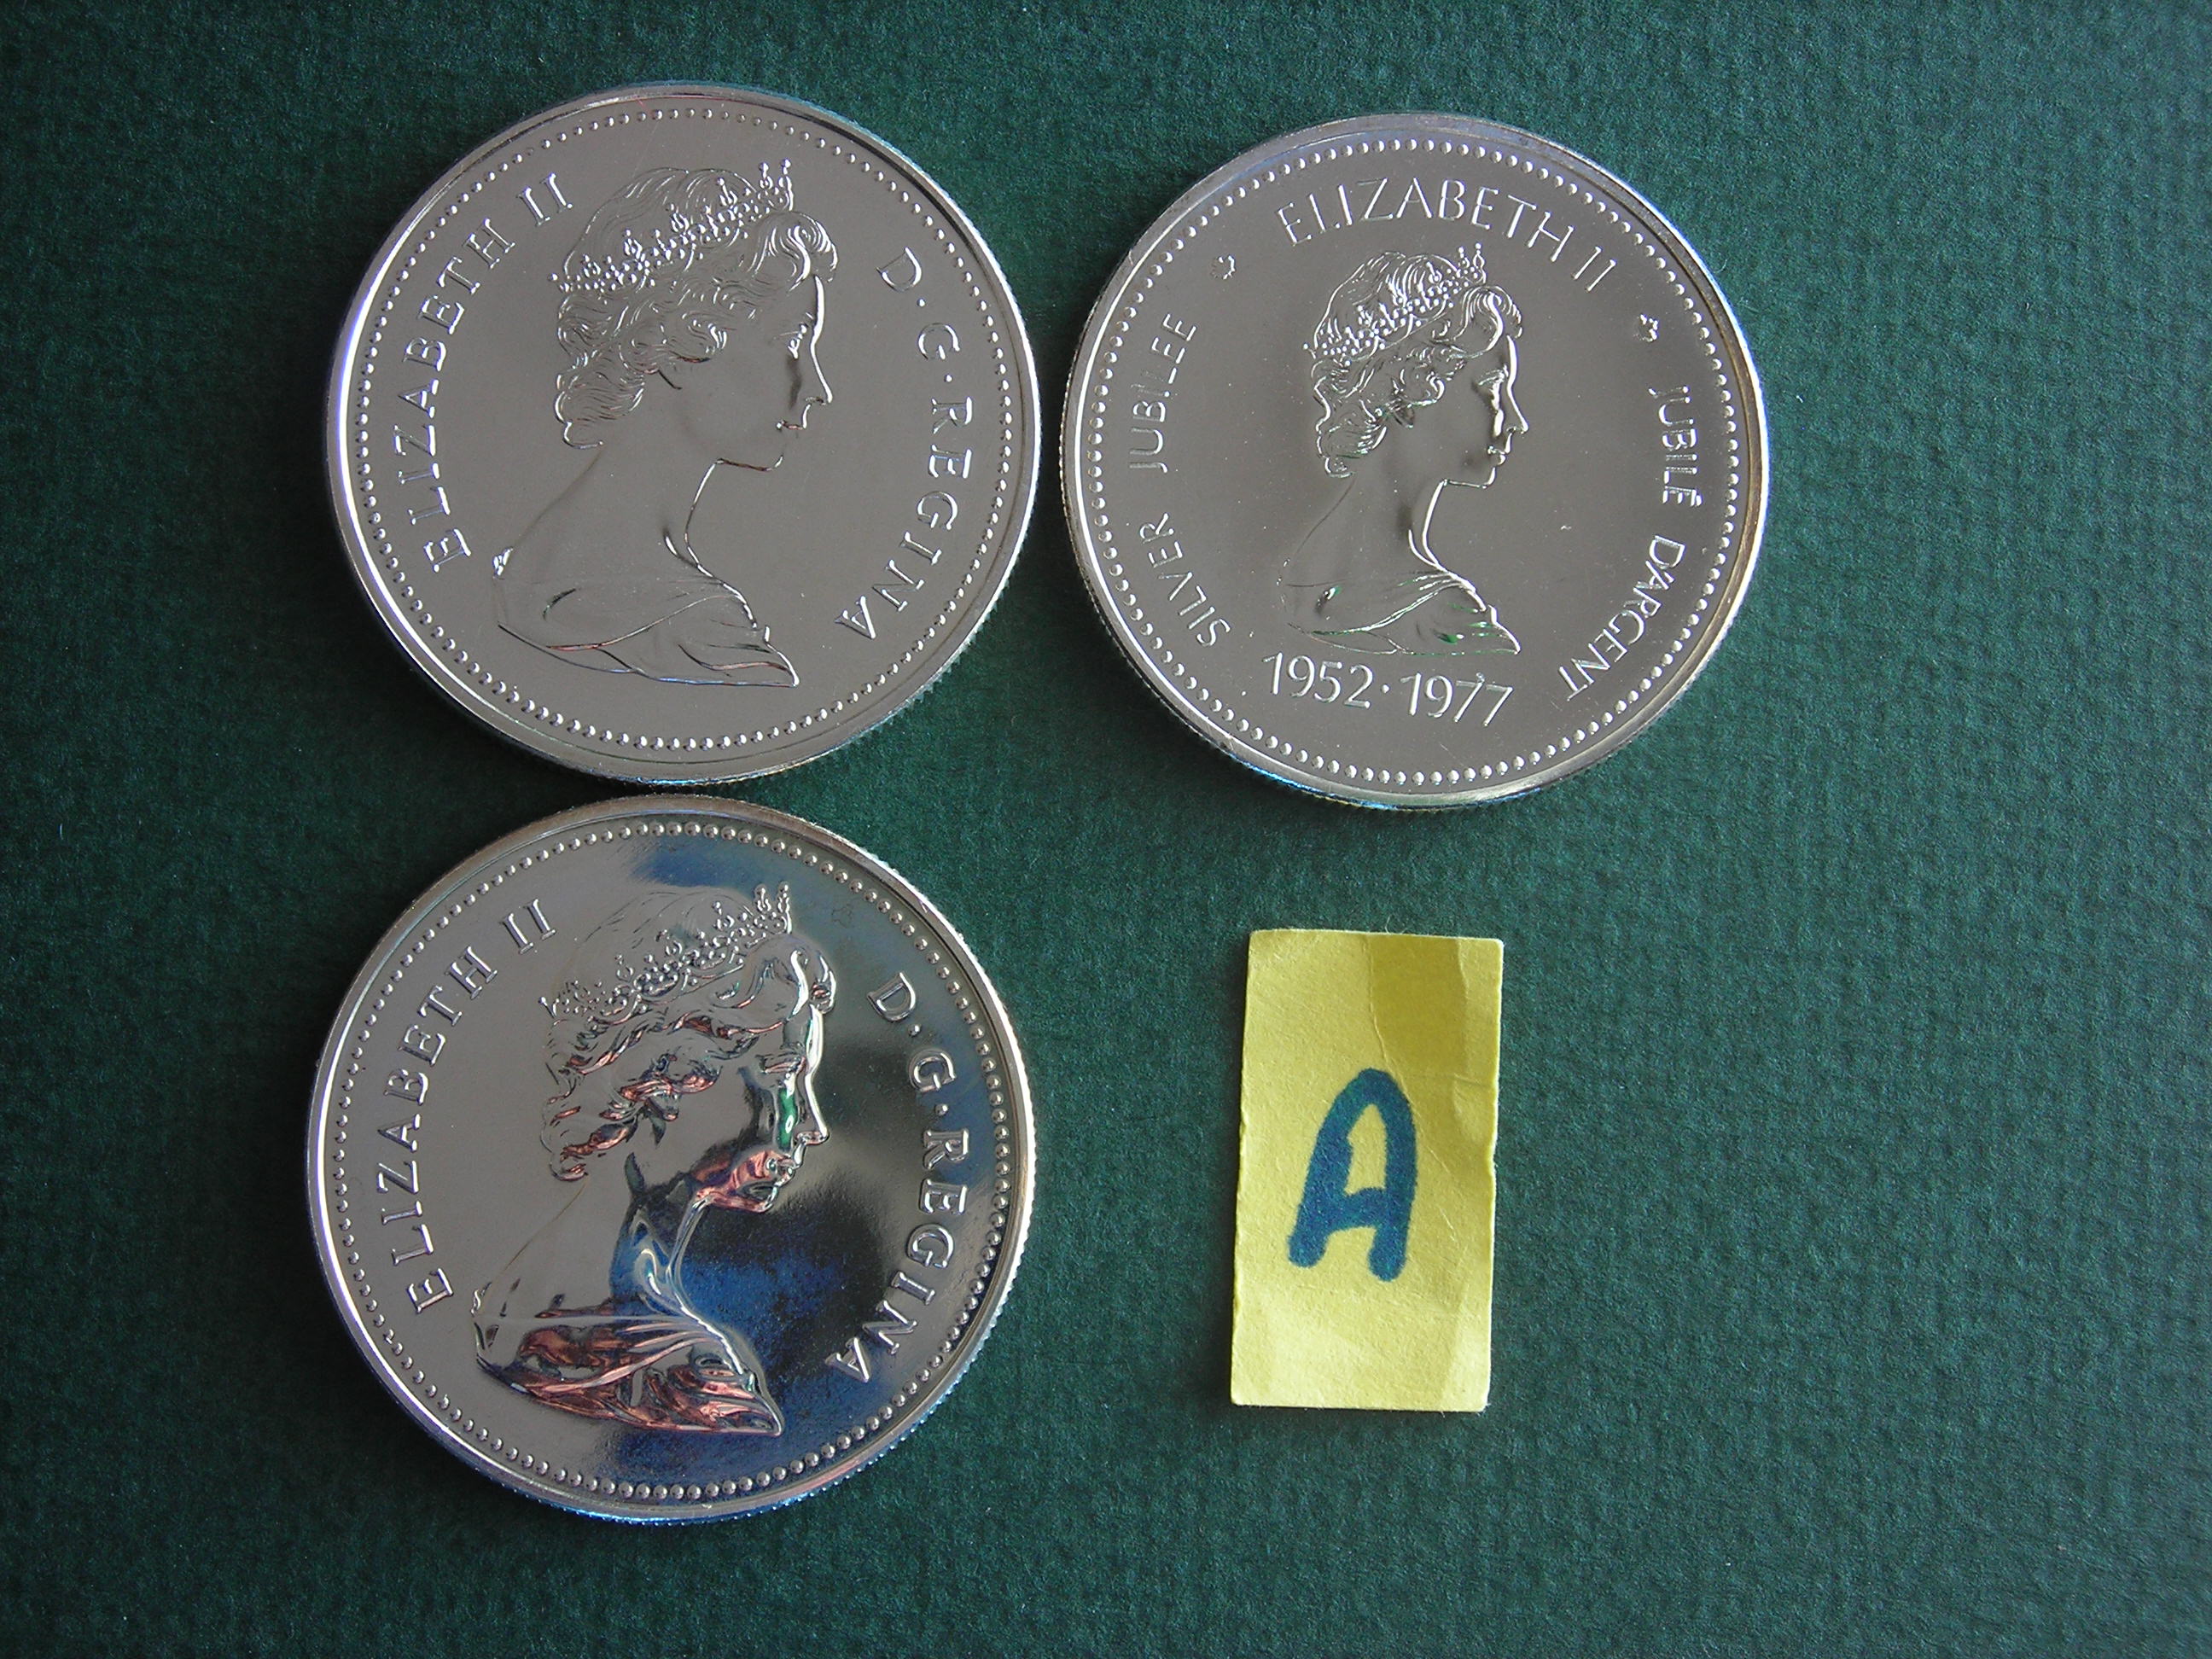 ELIZABETH II D·G·REGINA
ELIZABETH II
SILVER JUBILEE
JUBILÉ D'ARGENT
1952·1977
ELIZABETH II D·G·REGINA
A